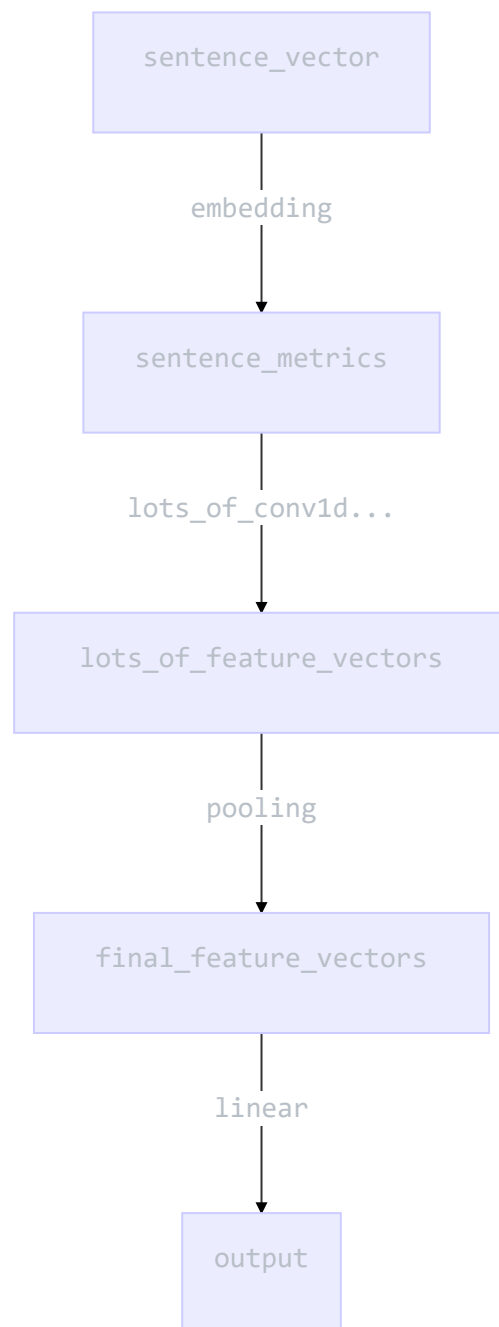 sentence_vector
embedding
sentence_metrics
lots_of_conv1d...
lots_of_feature_vectors
pooling
final_feature_vectors
linear
output